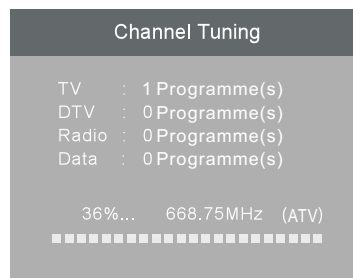 Channel Tuning
TV : 1 Programme(s)
DTV : 0 Programme(s)
Radio : 0 Programme(s)
Data : 0 Programme(s)
36%... 668.75MHz (ATV)